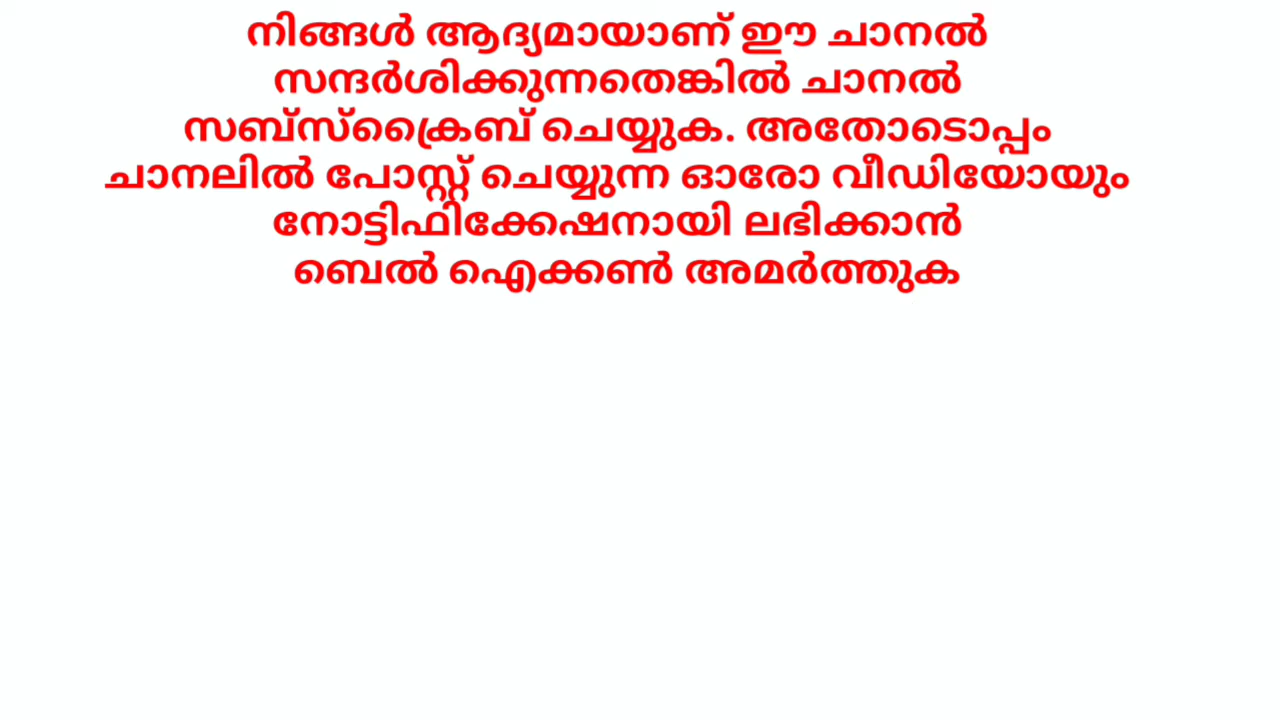 നിങ്ങൾ ആദ്യമായാണ് ഈ ചാനൽ
സന്ദർശിക്കുന്നതെങ്കിൽ ചാനൽ
സബ്സ്ക്രൈബ് ചെയ്യുക. അതോടൊപ്പം
ചാനലിൽ പോസ്റ്റ് ചെയ്യുന്ന ഓരോ വീഡിയോയും
നോട്ടിഫിക്കേഷനായി ലഭിക്കാൻ
ബെൽ ഐക്കൺ അമർത്തുക